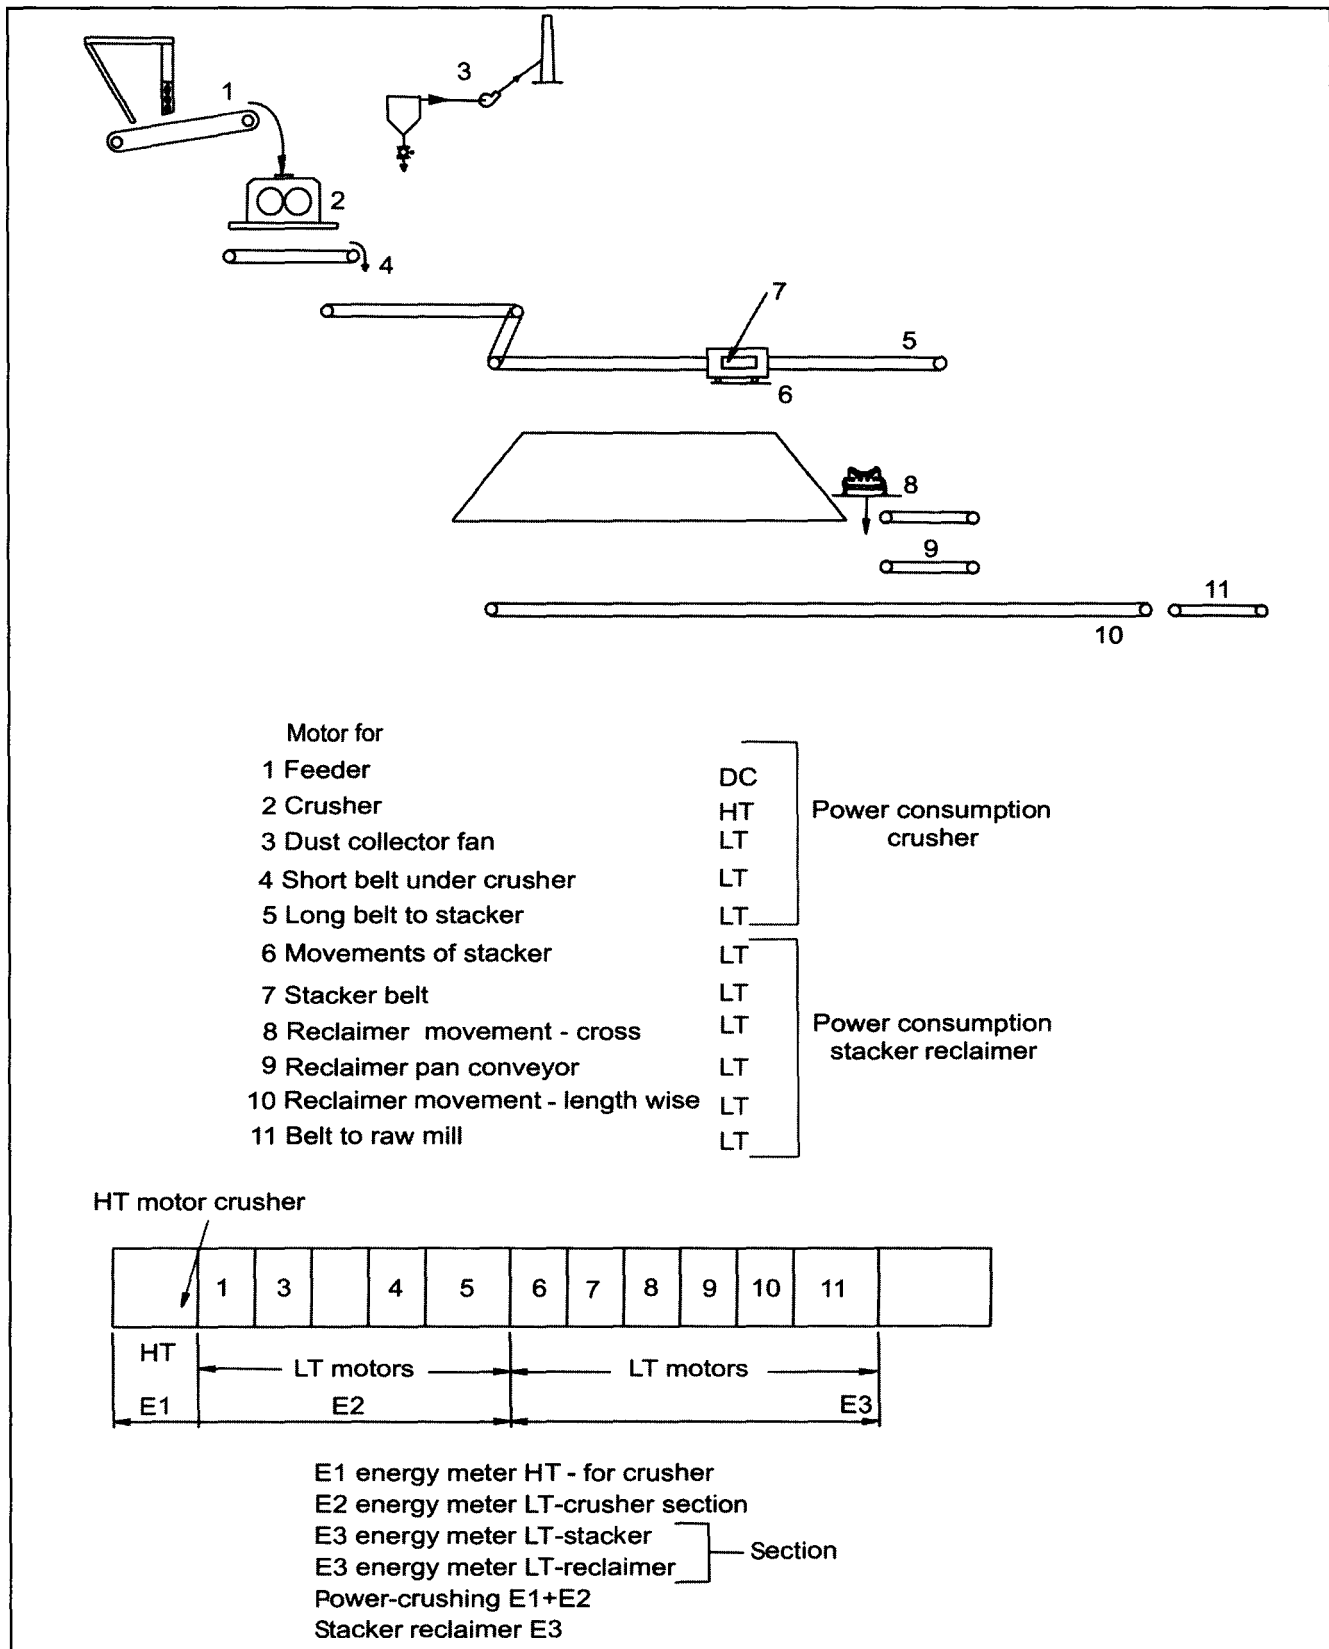 3
1
2
4
7
5
6
8
9
11
10
Motor for
1 Feeder DC
2 Crusher HT
3 Dust collector fan LT
4 Short belt under crusher LT
5 Long belt to stacker LT
Power consumption
crusher
6 Movements of stacker LT
7 Stacker belt LT
8 Reclaimer movement - cross LT
9 Reclaimer pan conveyor LT
10 Reclaimer movement - length wise LT
11 Belt to raw mill LT
Power consumption
stacker reclaimer
HT motor crusher
1 3 4 5 6 7 8 9 10 11
HT LT motors LT motors
E1 E2 E3
E1 energy meter HT - for crusher
E2 energy meter LT-crusher section
E3 energy meter LT-stacker
E3 energy meter LT-reclaimer
Section
Power-crushing E1+E2
Stacker reclaimer E3